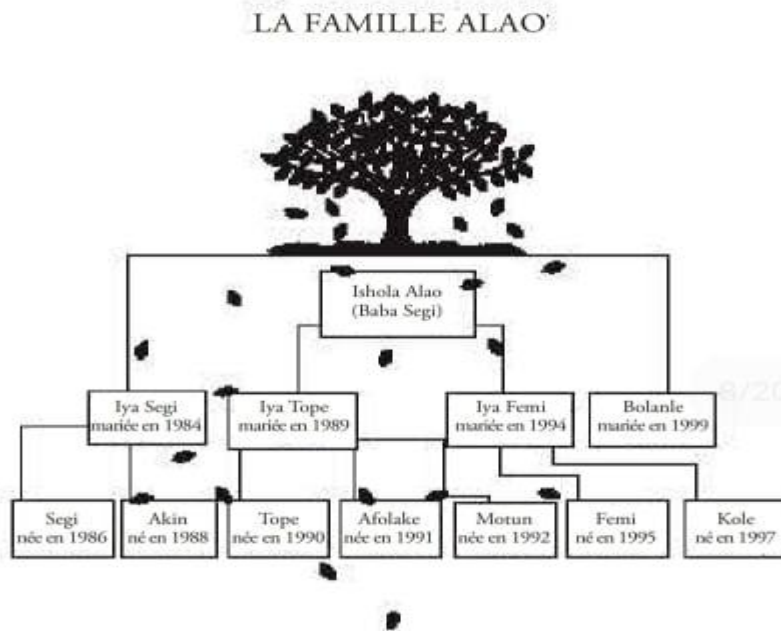 LA FAMILLE ALAO
Ishola Alao
(Baba Segi)
Iya Segi
mariée en 1984
Iya Tope
mariée en 1989
Iya Femi
mariée en 1994
Bolanle
mariée en 1999
Segi
née en 1986
Akin
né en 1988
Tope
née en 1990
Afolake
née en 1991
Motun
née en 1992
Femi
né en 1995
Kole
né en 1997